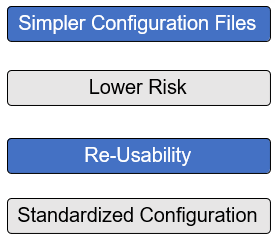 Simpler Configuration Files
Lower Risk
Re-Usability
Standardized Configuration